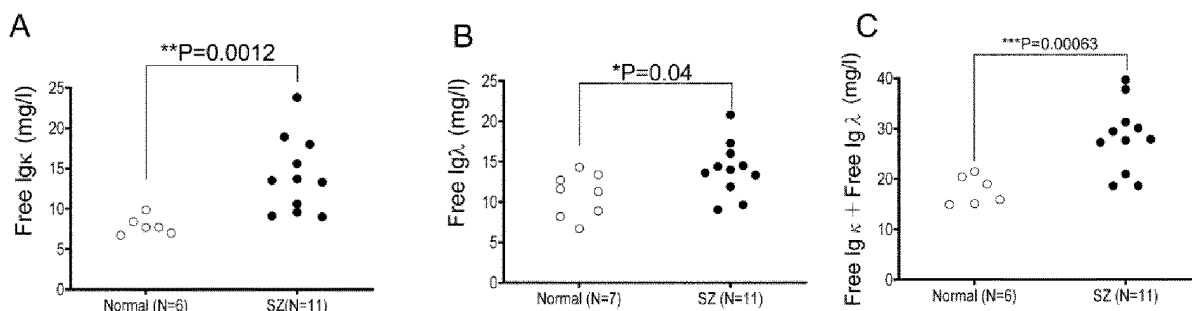 A
**P=0.0012
Free Igκ (mg/l)
25
20
15
10
5
0
Normal (N=6)
SZ(N=11)
B
*P=0.04
Free Igλ (mg/l)
25
20
15
10
5
0
Normal (N=7)
SZ (N=11)
C
***P=0.00063
Free Ig κ + Free Ig λ (mg/l)
40
30
20
10
0
Normal (N=6)
SZ (N=11)